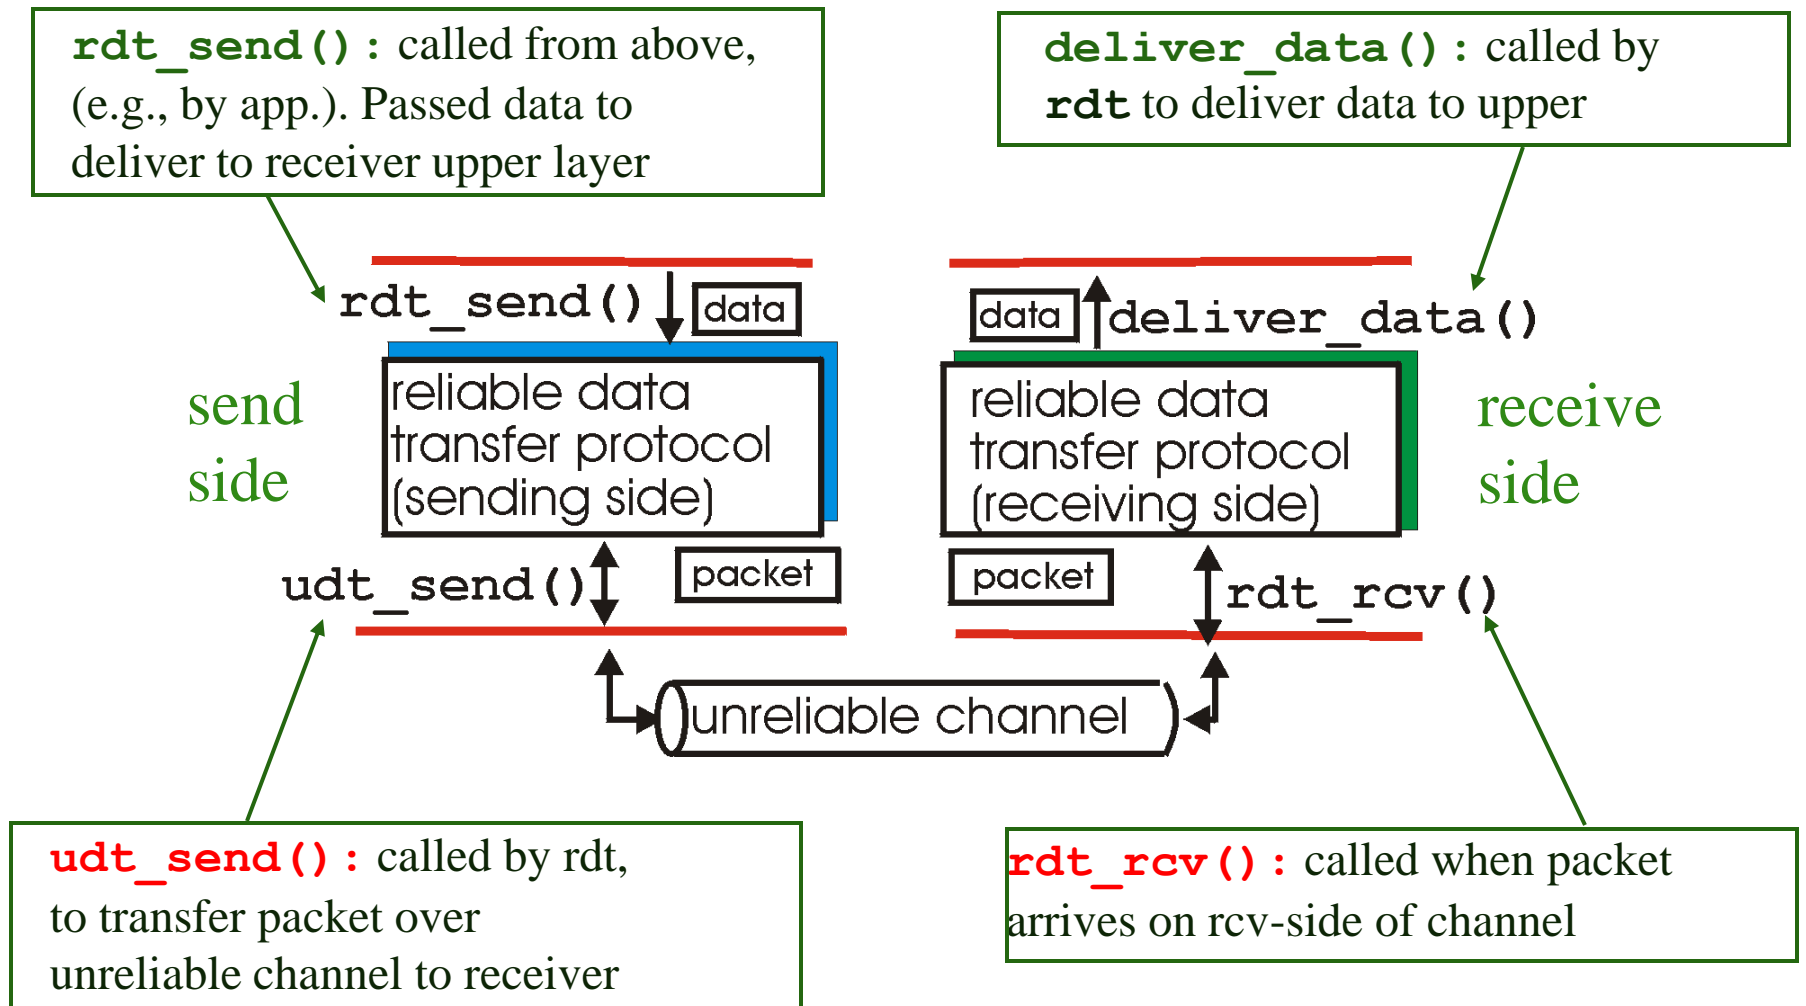 rdt_send(): called from above,
(e.g., by app.). Passed data to
deliver to receiver upper layer
deliver_data(): called by
rdt to deliver data to upper
rdt_send()
data
data
deliver_data()
send
side
reliable data
transfer protocol
(sending side)
reliable data
transfer protocol
(receiving side)
receive
side
udt_send()
packet
packet
rdt_rcv()
unreliable channel
udt_send(): called by rdt,
to transfer packet over
unreliable channel to receiver
rdt_rcv(): called when packet
arrives on rcv-side of channel